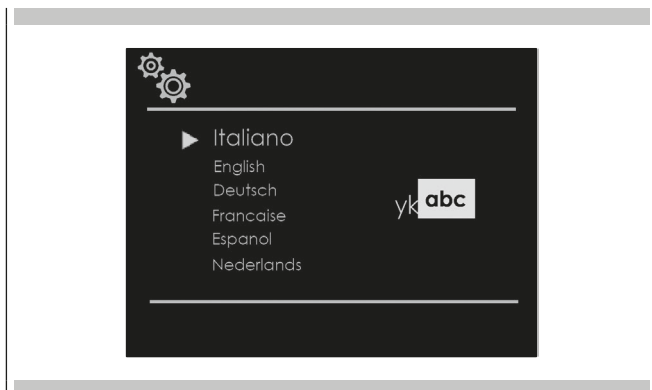 Italiano
English
Deutsch
Francaise
Espanol
Nederlands
yk abc